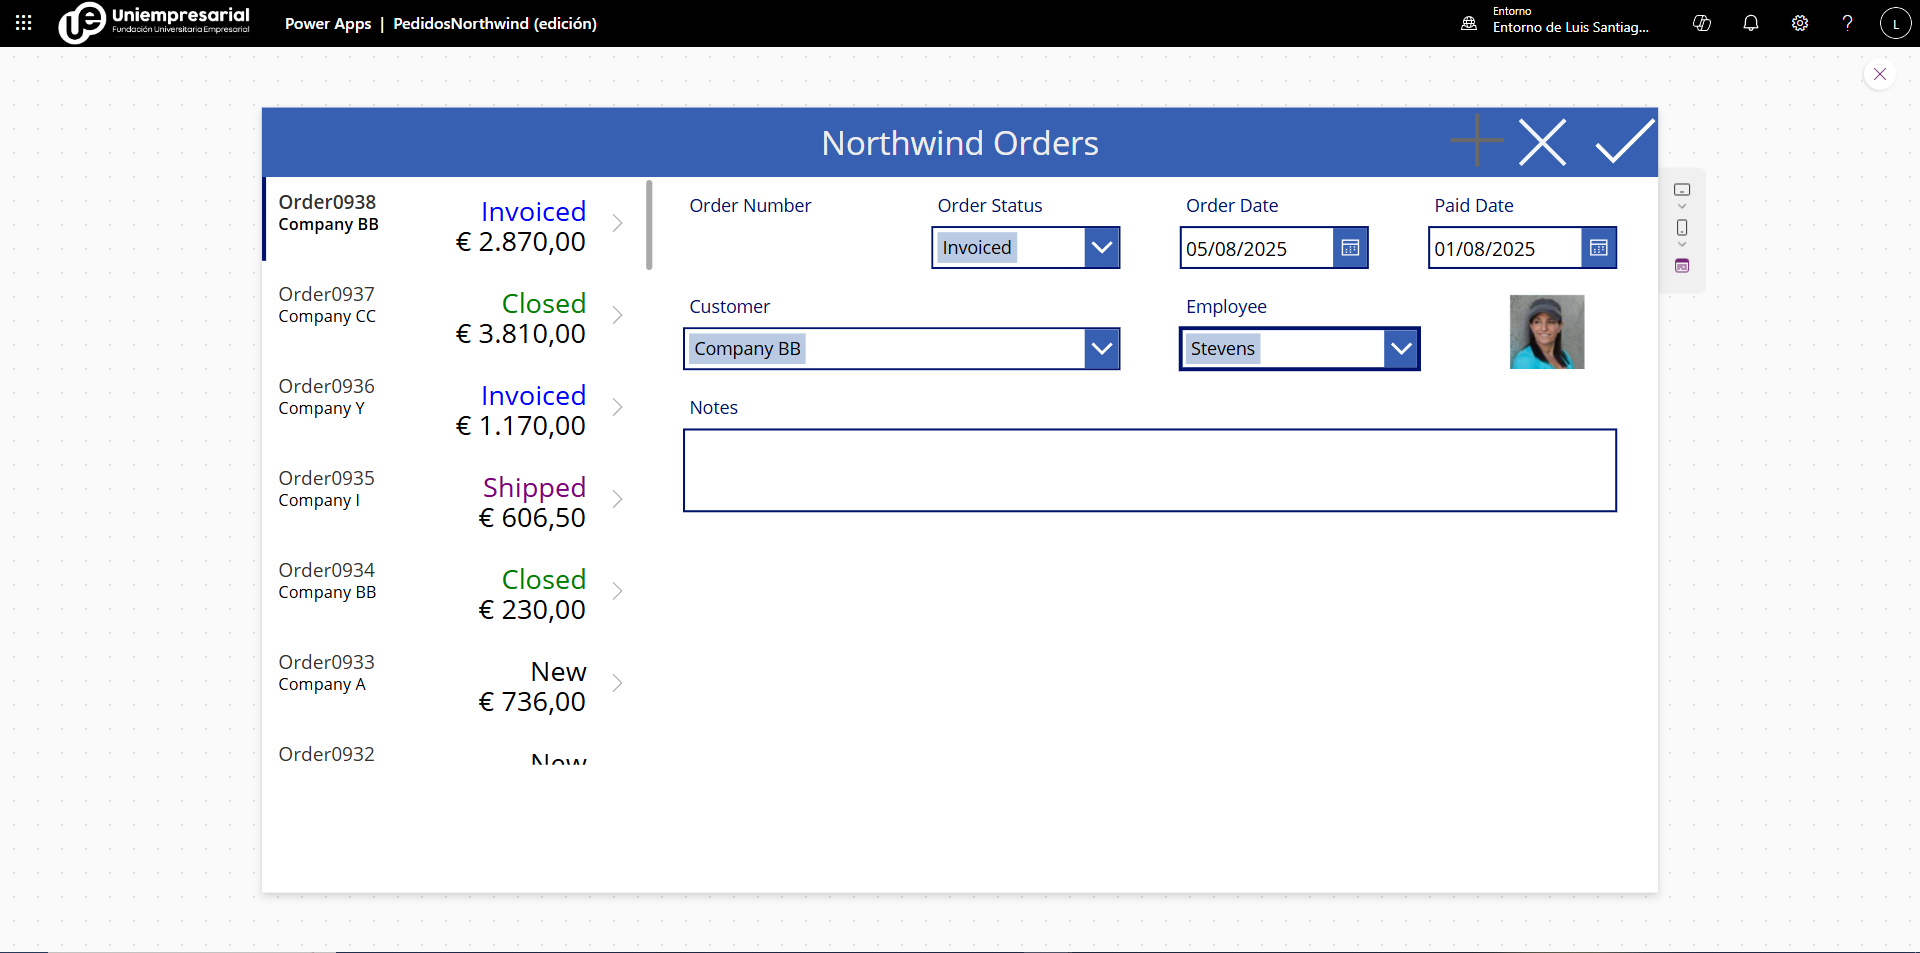 Uniempresarial
Fundación Universitaria Empresarial
Power Apps | PedidosNorthwind (edición)
Entorno
Entorno de Luis Santiag...
L
Northwind Orders
Order0938
Company BB
Invoiced
€ 2.870,00
Order0937
Company CC
Closed
€ 3.810,00
Order0936
Company Y
Invoiced
€ 1.170,00
Order0935
Company I
Shipped
€ 606,50
Order0934
Company BB
Closed
€ 230,00
Order0933
Company A
New
€ 736,00
Order0932
New
Order Number
Order Status
Order Date
Paid Date
Invoiced
05/08/2025
01/08/2025
Customer
Employee
Company BB
Stevens
Notes